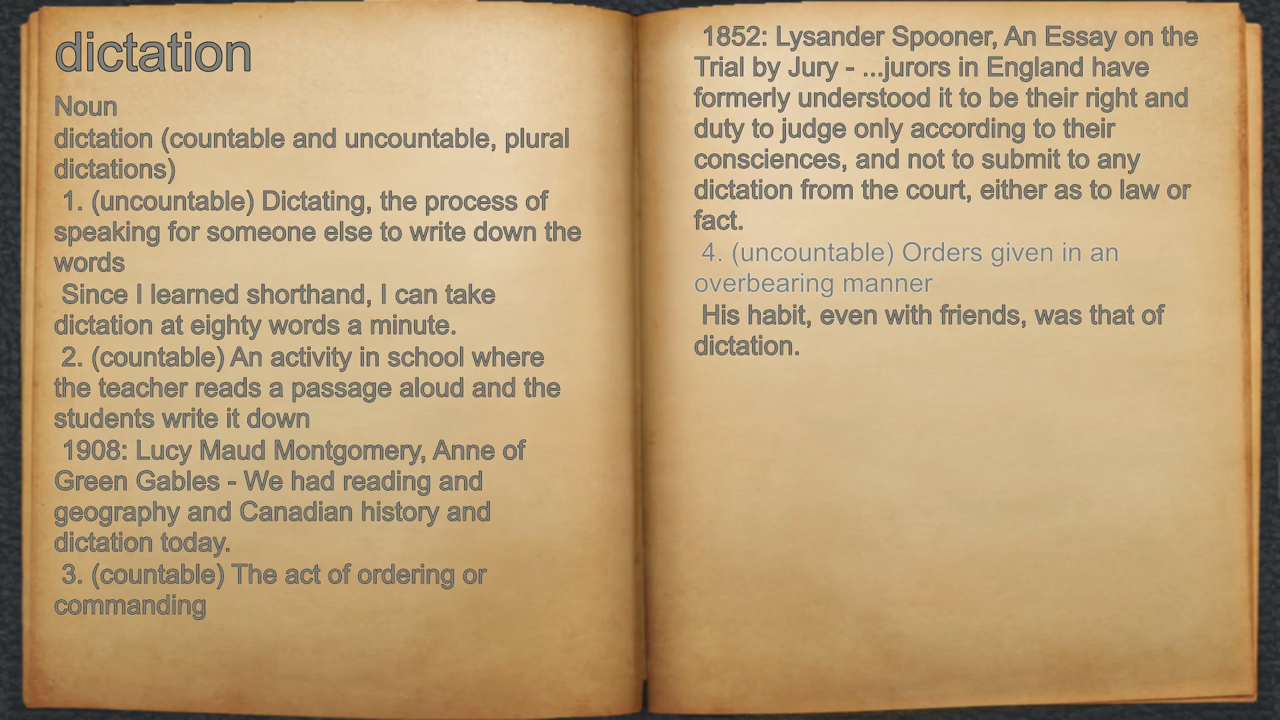 dictation
Noun
dictation (countable and uncountable, plural
dictations)
1. (uncountable) Dictating, the process of
speaking for someone else to write down the
words
Since I learned shorthand, I can take
dictation at eighty words a minute.
2. (countable) An activity in school where
the teacher reads a passage aloud and the
students write it down
1908: Lucy Maud Montgomery, Anne of
Green Gables - We had reading and
geography and Canadian history and
dictation today.
3. (countable) The act of ordering or
commanding
1852: Lysander Spooner, An Essay on the
Trial by Jury - ...jurors in England have
formerly understood it to be their right and
duty to judge only according to their
consciences, and not to submit to any
dictation from the court, either as to law or
fact.
4. (uncountable) Orders given in an
overbearing manner
His habit, even with friends, was that of
dictation.